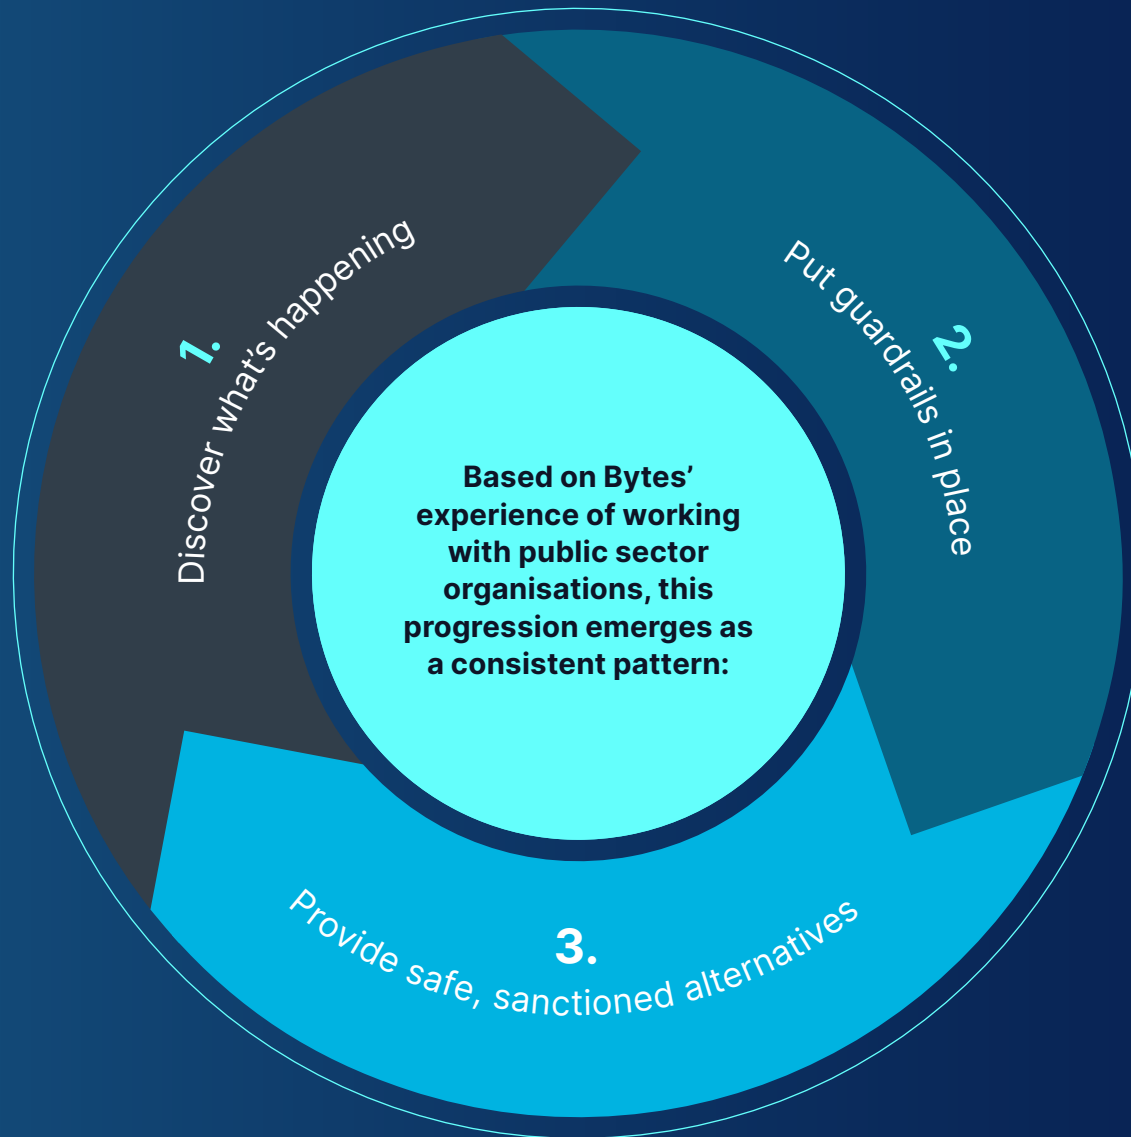 Based on Bytes’
experience of working
with public sector
organisations, this
progression emerges as
a consistent pattern:
1.
Discover what’s happening
2.
Put guardrails in place
3.
Provide safe, sanctioned alternatives